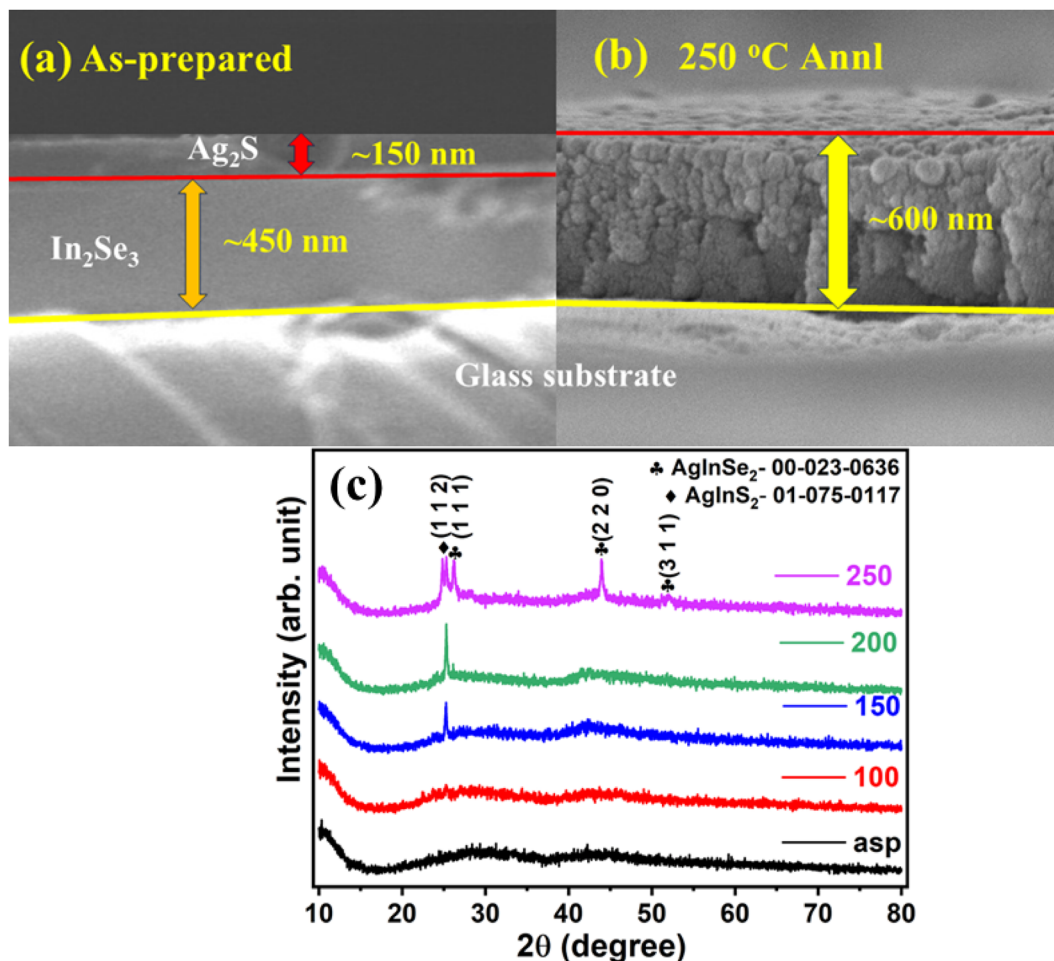 (a) As-prepared
Ag₂S
~150 nm
In₂Se₃
~450 nm
(b) 250 ᵒC Annl
~600 nm
Glass substrate
(c)
♣ AgInSe₂- 00-023-0636
♦ AgInS₂- 01-075-0117
♦(1 1 2)
♣(1 1 1)
♣(2 2 0)
♣(3 1 1)
250
200
150
100
asp
Intensity (arb. unit)
10 20 30 40 50 60 70 80
2θ (degree)